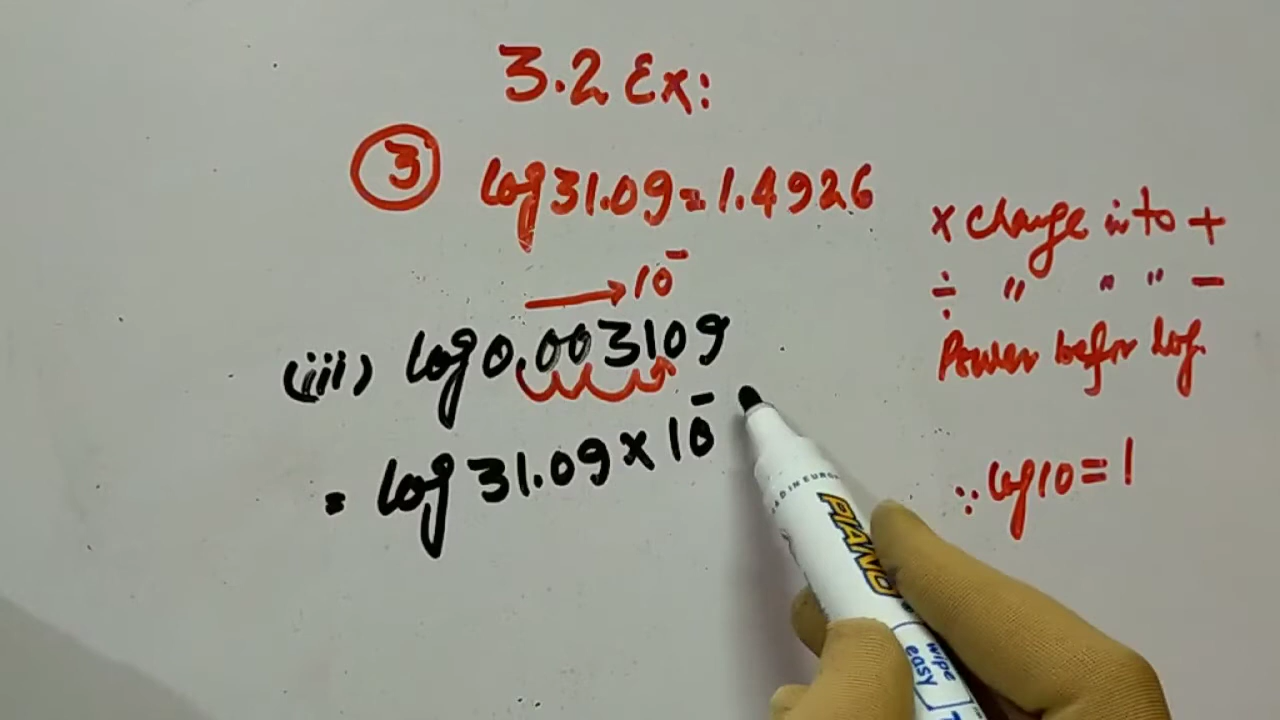 3.2 Ex:
3 log 31.09 = 1.4926
× change into +
10⁻
÷ " " " −
(iii) log 0.003109
Power befor log.
= log 31.09 × 10⁻
∵ log 10 = 1
PIANO
wipe
easy